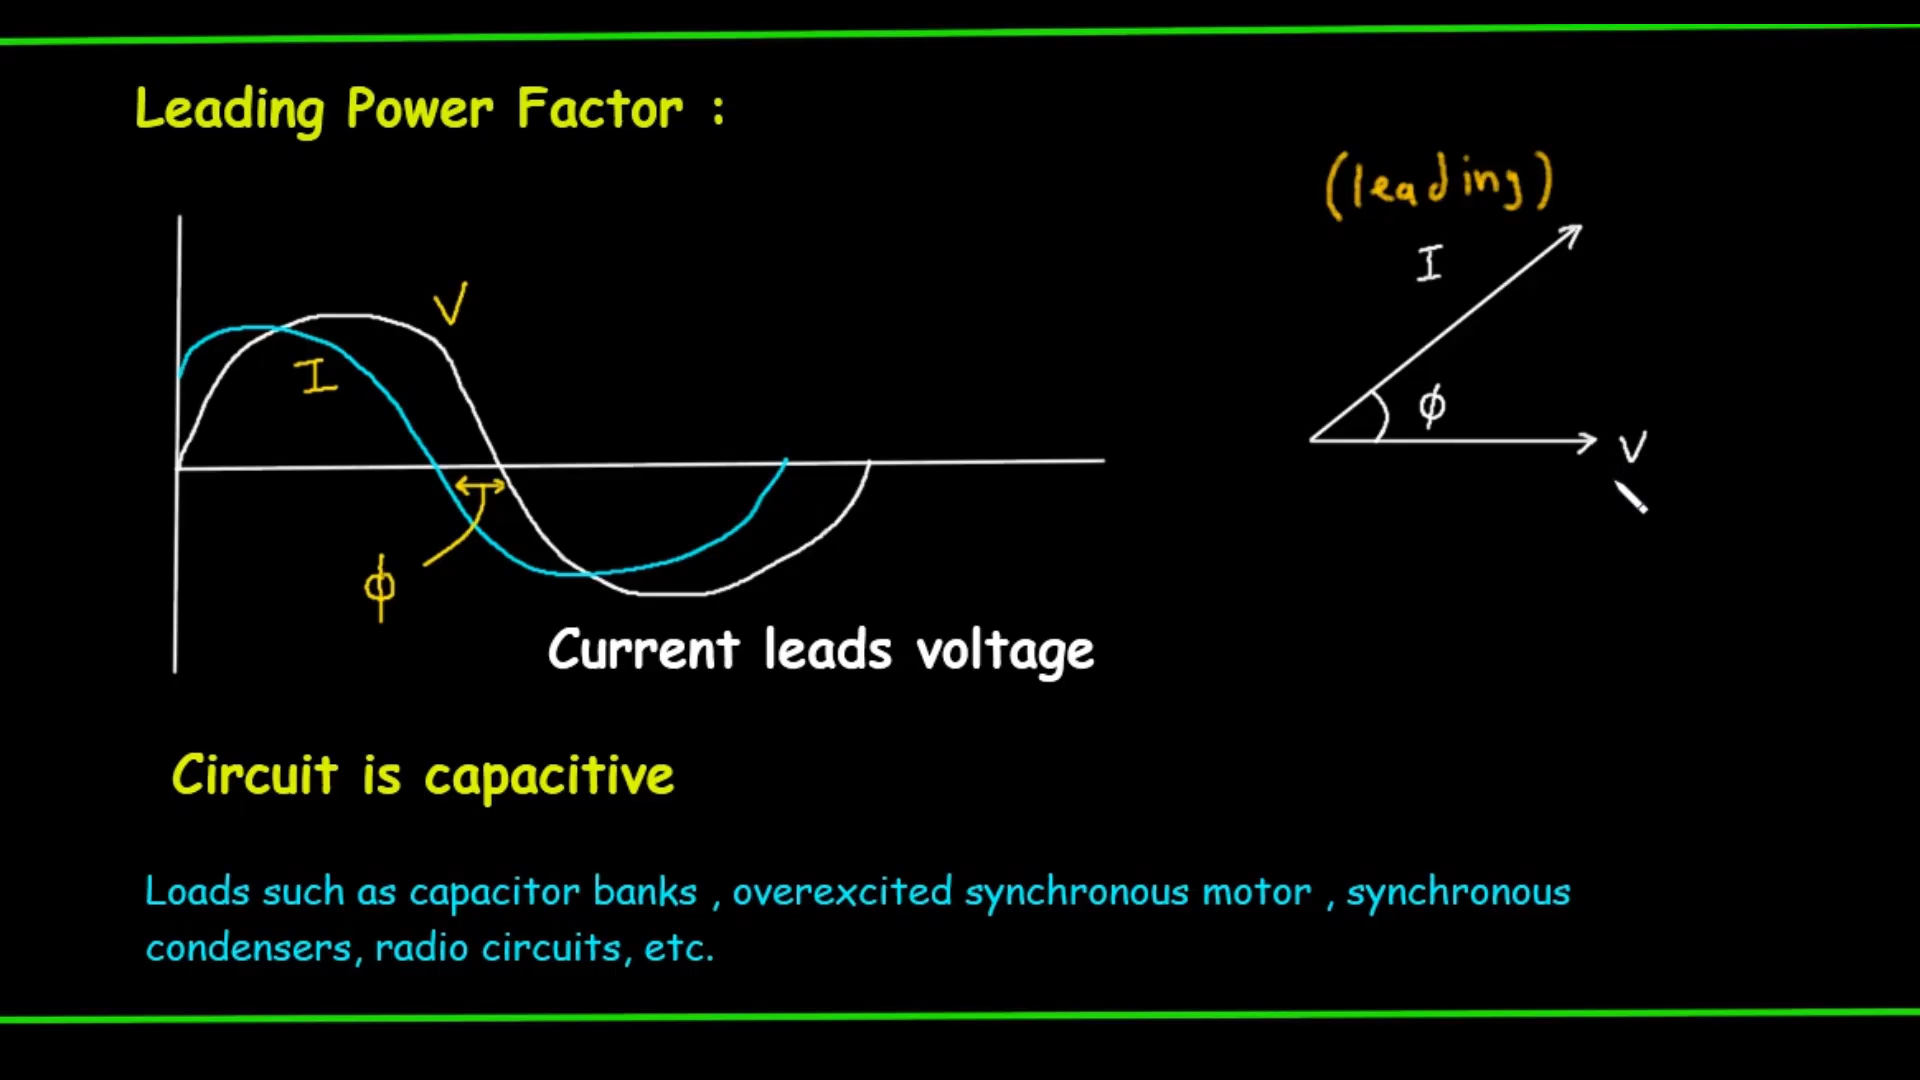 Leading Power Factor :
(leading)
I
V
I
ϕ
V
ϕ
Current leads voltage
Circuit is capacitive
Loads such as capacitor banks , overexcited synchronous motor , synchronous
condensers, radio circuits, etc.